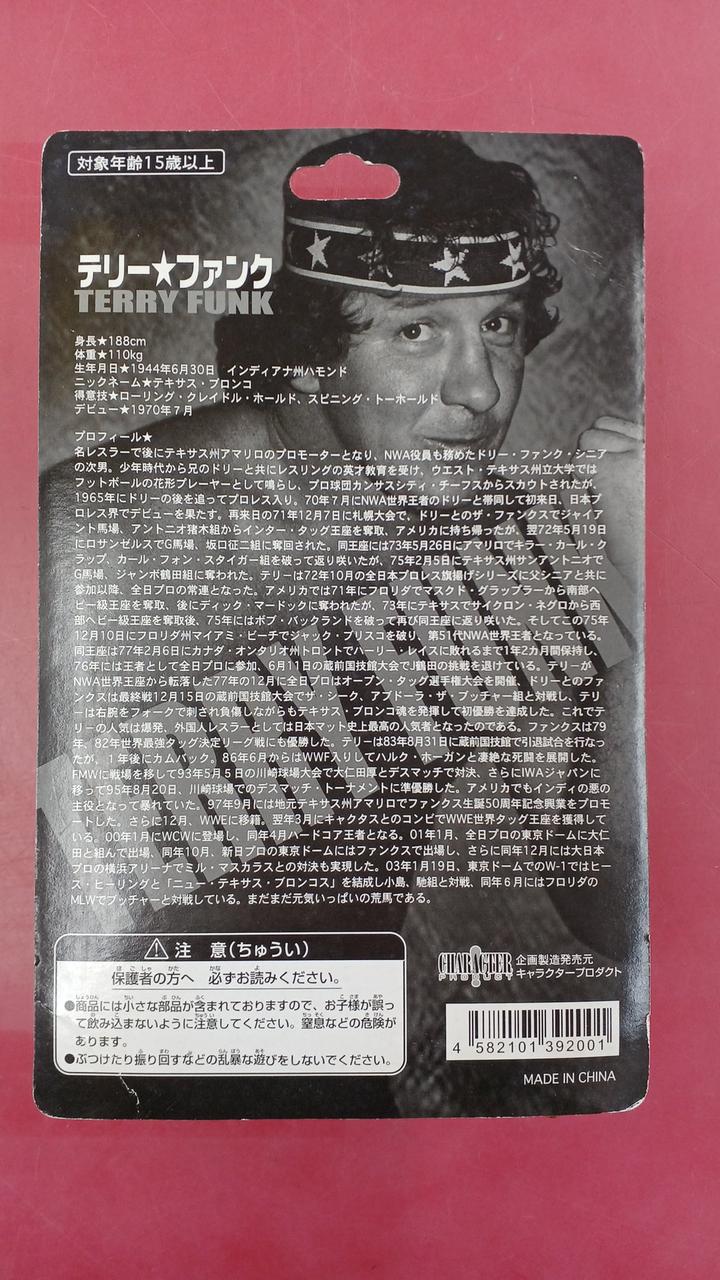 対象年齢15歳以上
テリー★ファンク
TERRY FUNK
身長★188cm
体重★110kg
生年月日★1944年6月30日　インディアナ州ハモンド
ニックネーム★テキサス・ブロンコ
得意技★ローリング・クレイドル・ホールド、スピニング・トーホールド
デビュー★1970年7月
プロフィール★
名レスラーで後にテキサス州アマリロのプロモーターとなり、NWA役員も務めたドリー・ファンク・シニア
の次男。少年時代から兄のドリーと共にレスリングの英才教育を受け、ウエスト・テキサス州立大学では
フットボールの花形プレーヤーとして鳴らし、プロ球団カンサスシティ・チーフスからスカウトされたが、
1965年にドリーの後を追ってプロレス入り。70年7月にNWA世界王者のドリーと帯同して初来日、日本プ
ロレス界でデビューを果たす。再来日の71年12月7日に札幌大会で、ドリーとのザ・ファンクスでジャイア
ント馬場、アントニオ猪木組からインター・タッグ王座を奪取、アメリカに持ち帰ったが、翌72年5月19日
にロサンゼルスでG馬場、坂口征二組に奪回された。同王座には73年5月26日にアマリロでキラー・カール・ク
ラップ、カール・フォン・スタイガー組を破って返り咲いたが、75年2月5日にテキサス州サンアントニオで
G馬場、ジャンボ鶴田組に奪われた。テリーは72年10月の全日本プロレス旗揚げシリーズに父シニアと共に
参加以降、全日プロの常連となった。アメリカでは71年にフロリダでマスクド・グラップラーから南部ヘ
ビー級王座を奪取、後にディック・マードックに奪われたが、73年にテキサスでサイクロン・ネグロから西
部ヘビー級王座を奪取後、75年にはボブ・バックランドを破って再び同王座に返り咲き。そしてこの75年
12月10日にフロリダ州マイアミ・ビーチでジャック・ブリスコを破り、第51代NWA世界王者となっている。
同王座は77年2月6日にカナダ・オンタリオ州トロントでハーリー・レイスに敗れるまで1年2カ月間保持し、
76年には王者として全日プロに参加、6月11日の蔵前国技館大会でJ鶴田の挑戦を退けている。テリーが
NWA世界王座から転落した77年の12月に全日プロはオープン・タッグ選手権大会を開催、ドリーとのファ
ンクスは最終戦12月15日の蔵前国技館大会でザ・シーク、アブドーラ・ザ・ブッチャー組と対戦し、テリ
ーは右腕をフォークで刺され負傷しながらもテキサス・ブロンコ魂を発揮して初優勝を達成した。これでテ
リーの人気は爆発、外国人レスラーとしては日本マット史上最高の人気者となったのである。ファンクスは79
年、82年世界最強タッグ決定リーグ戦にも優勝した。テリーは83年8月31日に蔵前国技館で引退試合を行なっ
たが、1年後にカムバック。86年6月からはWWF入りしてハルク・ホーガンと凄絶な死闘を展開した。
FMWに戦場を移して93年5月5日の川崎球場大会で大仁田厚とデスマッチで対決、さらにIWAジャパンに
移って95年8月20日、川崎球場でのデスマッチ・トーナメントに準優勝した。アメリカでもインディの悪の
主役となって暴れていた。97年9月には地元テキサス州アマリロでファンクス生誕50周年記念興業をプロモ
ートした。さらに12月、WWEに移籍。翌年3月にキャクタスとのコンビでWWE世界タッグ王座を獲得して
いる。00年1月にWCWに登場し、同年4月ハードコア王者となる。01年1月、全日プロの東京ドームに大仁
田と組んで出場、同年10月、新日プロの東京ドームにはファンクスで出場し、さらに同年12月には大日本
プロの横浜アリーナでミル・マスカラスとの対決も実現した。03年1月19日、東京ドームでのW-1ではヒー
ス・ヒーリングと「ニュー・テキサス・ブロンコス」を結成し小島、馳組と対戦、同年6月にはフロリダの
MLWでブッチャーと対戦している。まだまだ元気いっぱいの荒馬である。
TERRY FUNK
注　意(ちゅうい)
保護者の方へ　必ずお読みください。
●商品には小さな部品が含まれておりますので、お子様が誤っ
て飲み込まないように注意してください。窒息などの危険が
あります。
●ぶつけたり振り回すなどの乱暴な遊びをしないでください。
CHARACTER PRODUCT
企画製造発売元
キャラクタープロダクト
4 582101 392001
MADE IN CHINA